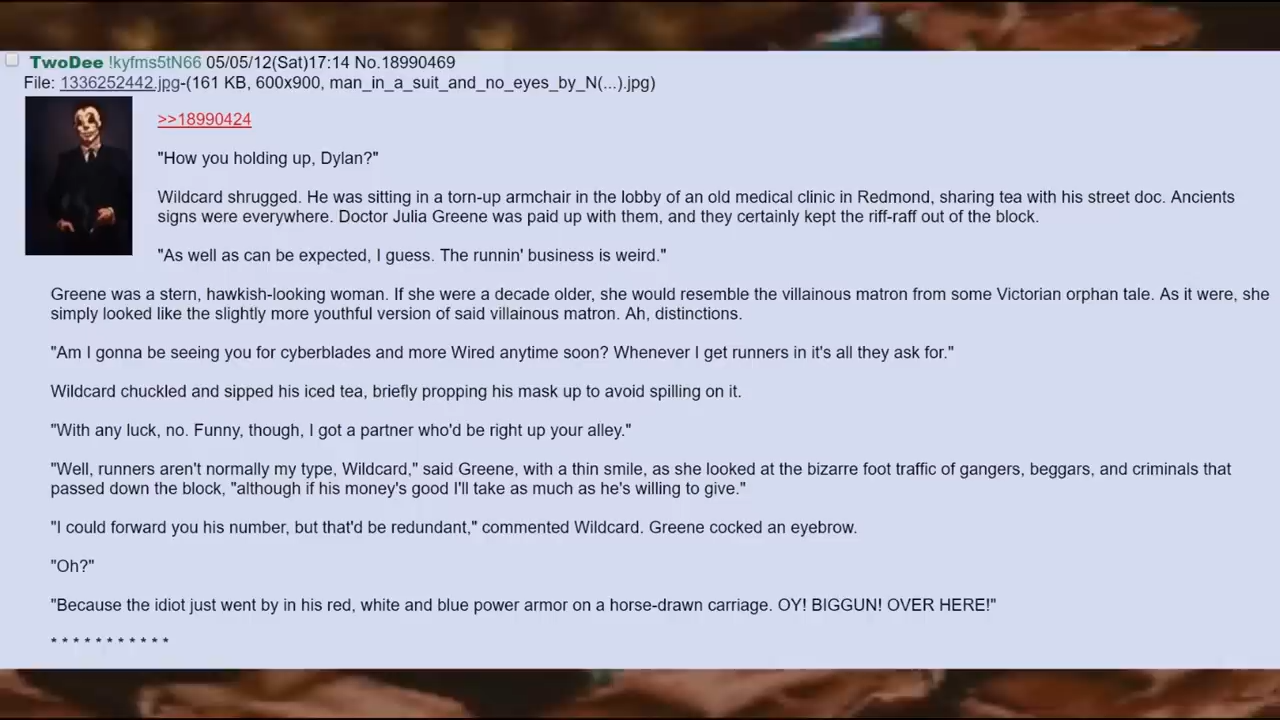 TwoDee !kyfms5tN66 05/05/12(Sat)17:14 No.18990469
File: 1336252442.jpg-(161 KB, 600x900, man_in_a_suit_and_no_eyes_by_N(...).jpg)
>>18990424
"How you holding up, Dylan?"
Wildcard shrugged. He was sitting in a torn-up armchair in the lobby of an old medical clinic in Redmond, sharing tea with his street doc. Ancients
signs were everywhere. Doctor Julia Greene was paid up with them, and they certainly kept the riff-raff out of the block.
"As well as can be expected, I guess. The runnin' business is weird."
Greene was a stern, hawkish-looking woman. If she were a decade older, she would resemble the villainous matron from some Victorian orphan tale. As it were, she
simply looked like the slightly more youthful version of said villainous matron. Ah, distinctions.
"Am I gonna be seeing you for cyberblades and more Wired anytime soon? Whenever I get runners in it's all they ask for."
Wildcard chuckled and sipped his iced tea, briefly propping his mask up to avoid spilling on it.
"With any luck, no. Funny, though, I got a partner who'd be right up your alley."
"Well, runners aren't normally my type, Wildcard," said Greene, with a thin smile, as she looked at the bizarre foot traffic of gangers, beggars, and criminals that
passed down the block, "although if his money's good I'll take as much as he's willing to give."
"I could forward you his number, but that'd be redundant," commented Wildcard. Greene cocked an eyebrow.
"Oh?"
"Because the idiot just went by in his red, white and blue power armor on a horse-drawn carriage. OY! BIGGUN! OVER HERE!"
* * * * * * * * * * *